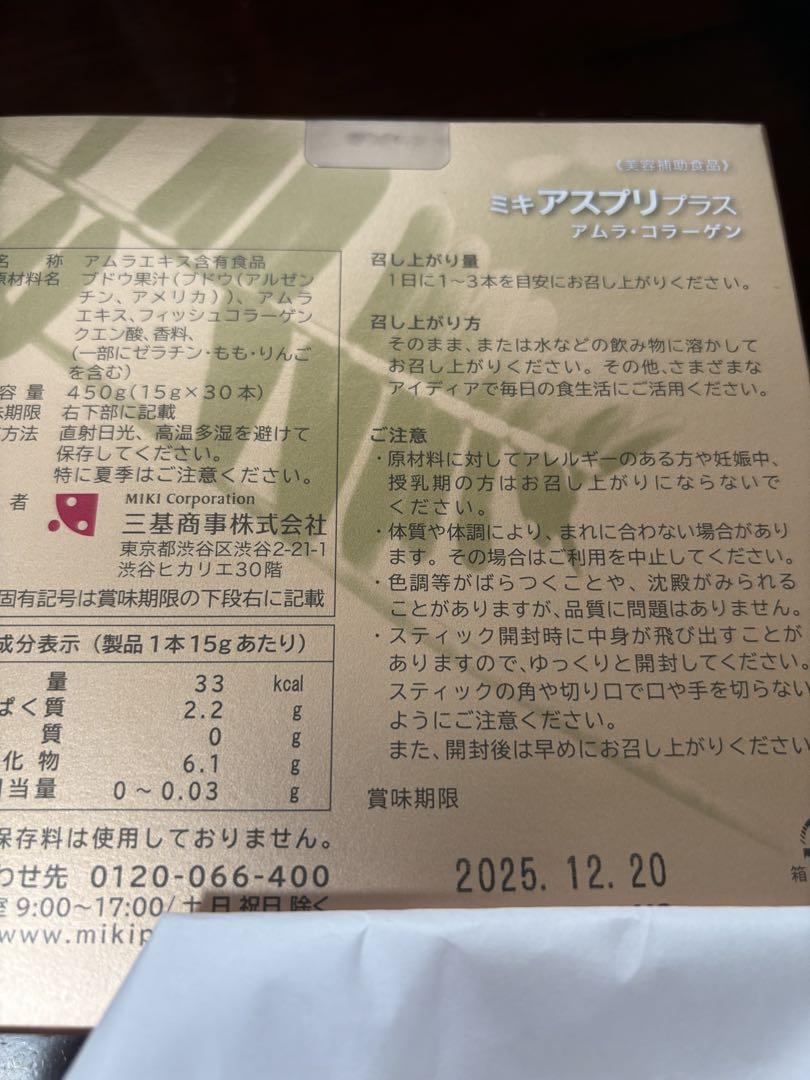 《美容補助食品》
ミキアスプリプラス
アムラ・コラーゲン
名 称 アムラエキス含有食品
原材料名 ブドウ果汁(ブドウ(アルゼン
チン、アメリカ))、アムラ
エキス、フィッシュコラーゲン
クエン酸、香料、
(一部にゼラチン・もも・りんご
を含む)
容 量 450g(15g×30本)
味期限 右下部に記載
方法 直射日光、高温多湿を避けて
保存してください。
特に夏季はご注意ください。
者
MIKI Corporation
三基商事株式会社
東京都渋谷区渋谷2-21-1
渋谷ヒカリエ30階
固有記号は賞味期限の下段右に記載
成分表示(製品1本15gあたり)
量 33 kcal
ぱく質 2.2 g
質 0 g
化 物 6.1 g
当量 0~0.03 g
保存料は使用しておりません。
わせ先 0120-066-400
室 9:00~17:00/土 日 祝日 除く
www.mikip
召し上がり量
1日に1~3本を目安にお召し上がりください。
召し上がり方
そのまま、または水などの飲み物に溶かして
お召し上がりください。その他、さまざまな
アイディアで毎日の食生活にご活用ください。
ご注意
・原材料に対してアレルギーのある方や妊娠中、
授乳期の方はお召し上がりにならないで
ください。
・体質や体調により、まれに合わない場合があり
ます。その場合はご利用を中止してください。
・色調等がばらつくことや、沈殿がみられる
ことがありますが、品質に問題はありません。
・スティック開封時に中身が飛び出すことが
ありますので、ゆっくりと開封してください。
スティックの角や切り口で口や手を切らない
ようにご注意ください。
また、開封後は早めにお召し上がりください
賞味期限
2025.12.20
箱